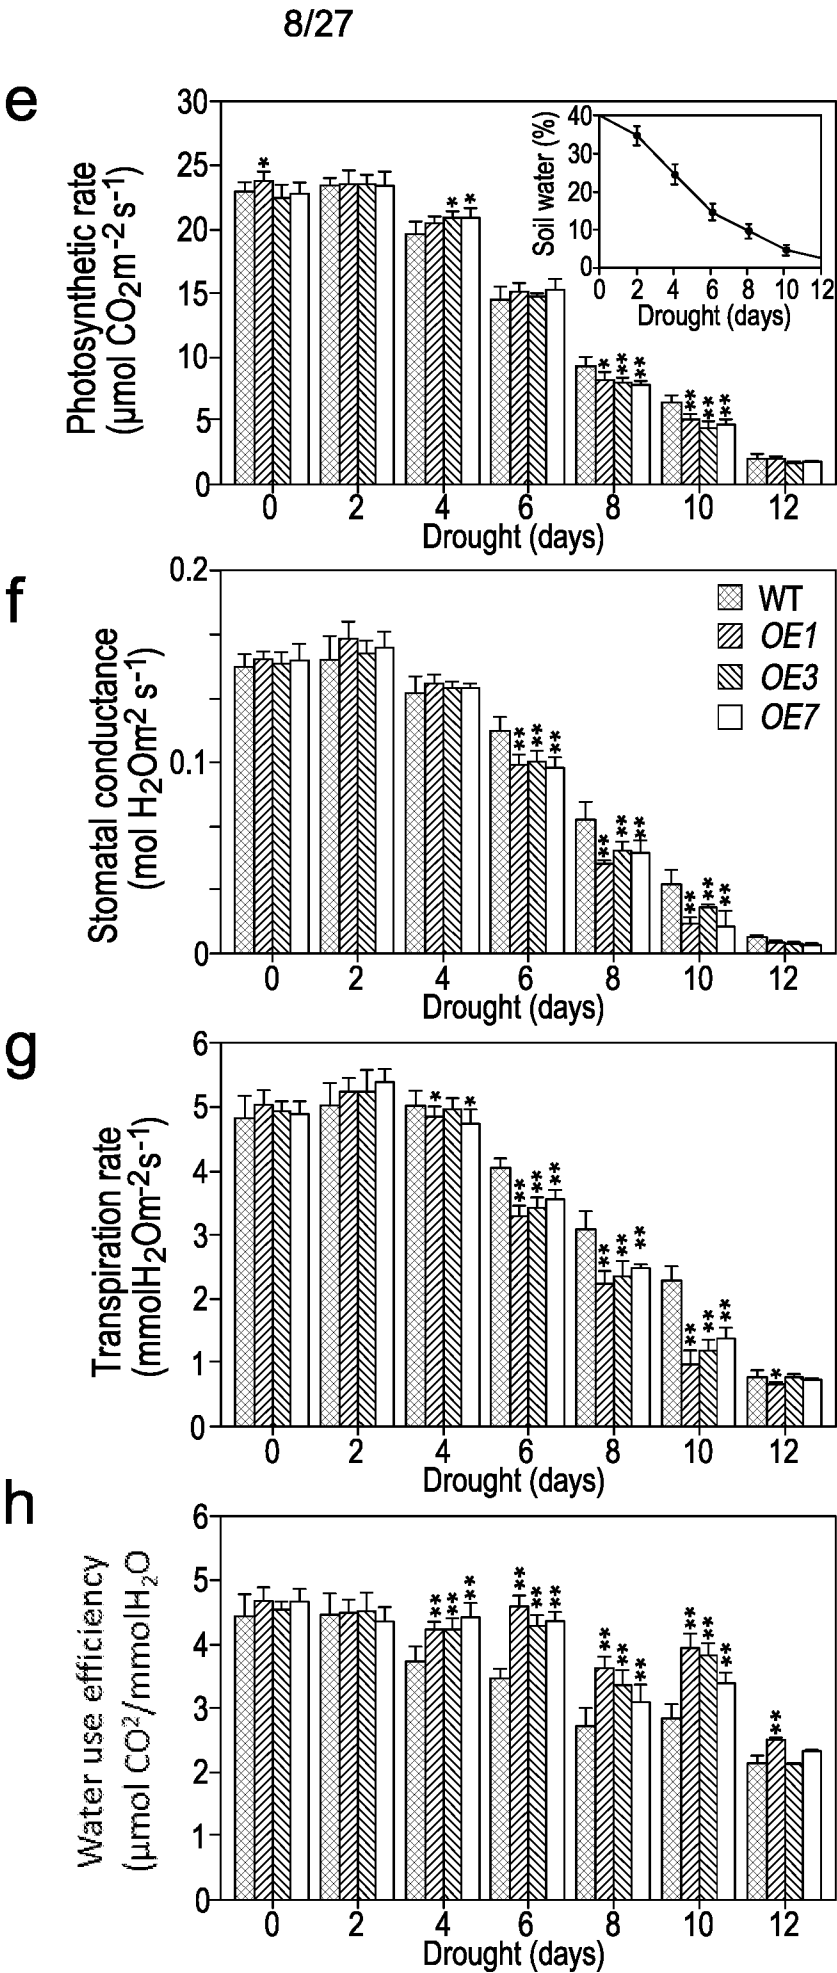 8/27
e
Photosynthetic rate
(μmol CO2m-2 s-1)
30
25
20
15
10
5
0
*
* *
* ** **
** ** **
0 2 4 6 8 10 12
Drought (days)
Soil water (%)
40
30
20
10
0
0 2 4 6 8 10 12
Drought (days)
f
Stomatal conductance
(mol H2Om2 s-1)
0.2
0.1
0
WT
OE1
OE3
OE7
** ** **
** ** **
** ** **
0 2 4 6 8 10 12
Drought (days)
g
Transpiration rate
(mmolH2Om-2s-1)
6
5
4
3
2
1
0
* *
** ** **
** ** **
** ** **
*
0 2 4 6 8 10 12
Drought (days)
h
Water use efficiency
(μmol CO2/mmolH2O
6
5
4
3
2
1
0
** ** **
** ** **
** ** **
** ** **
**
0 2 4 6 8 10 12
Drought (days)